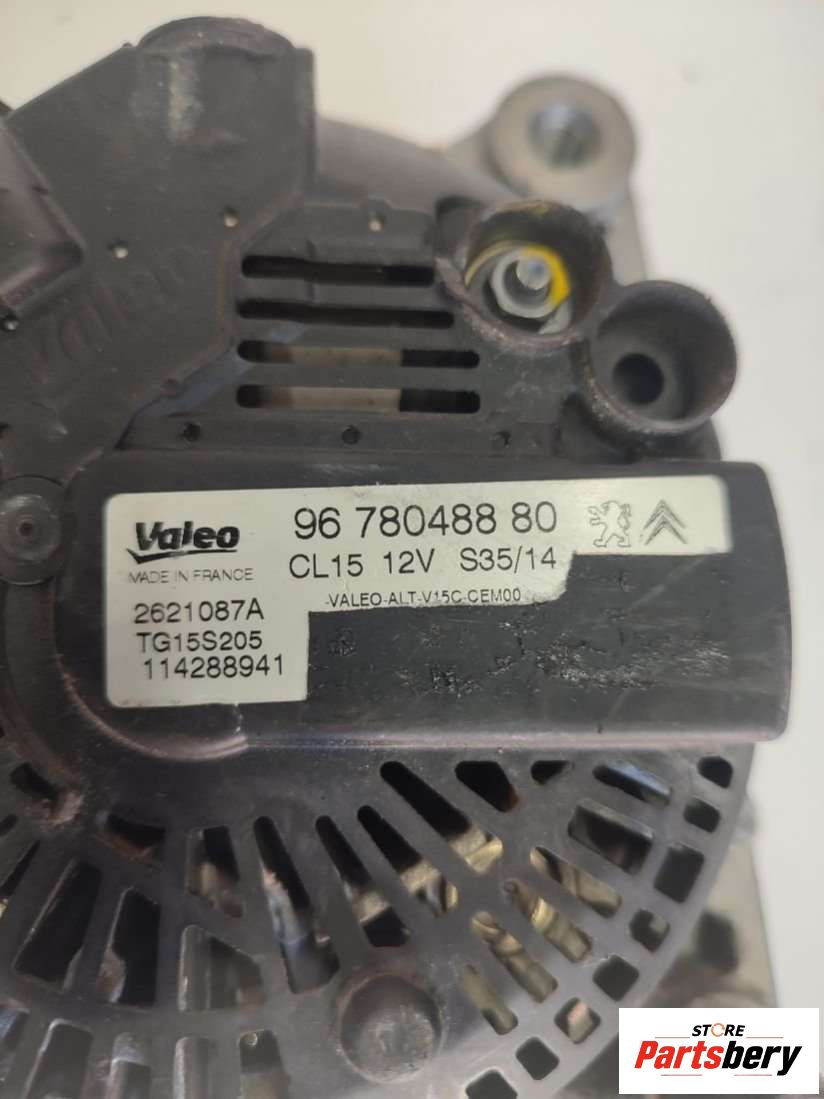 Valeo
Valeo
96 780488 80
MADE IN FRANCE
CL15 12V S35/14
-VALEO-ALT-V15C-CEM00
2621087A
TG15S205
114288941
STORE
Partsbery